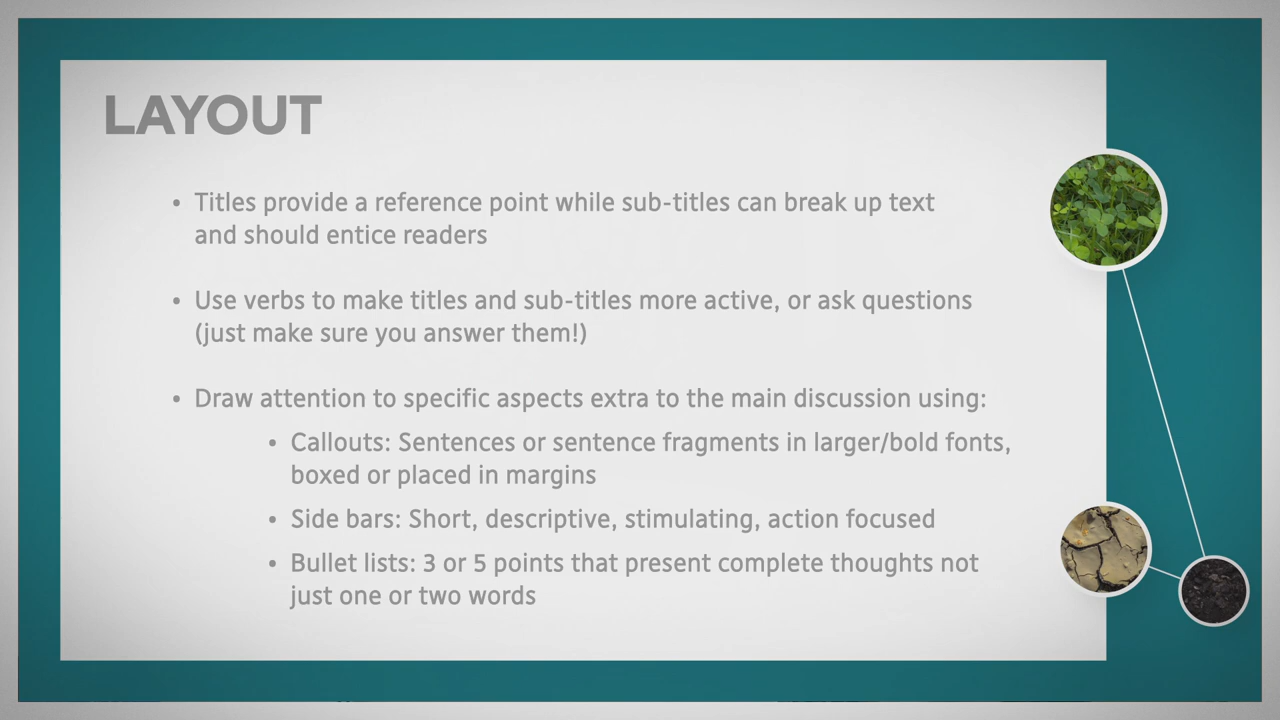 LAYOUT
• Titles provide a reference point while sub-titles can break up text
and should entice readers
• Use verbs to make titles and sub-titles more active, or ask questions
(just make sure you answer them!)
• Draw attention to specific aspects extra to the main discussion using:
• Callouts: Sentences or sentence fragments in larger/bold fonts,
boxed or placed in margins
• Side bars: Short, descriptive, stimulating, action focused
• Bullet lists: 3 or 5 points that present complete thoughts not
just one or two words